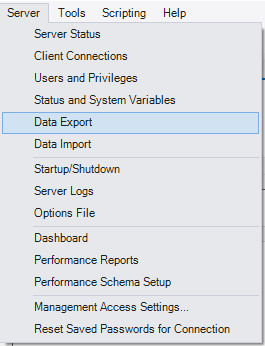 Server Tools Scripting Help
Server Status
Client Connections
Users and Privileges
Status and System Variables
Data Export
Data Import
Startup/Shutdown
Server Logs
Options File
Dashboard
Performance Reports
Performance Schema Setup
Management Access Settings...
Reset Saved Passwords for Connection